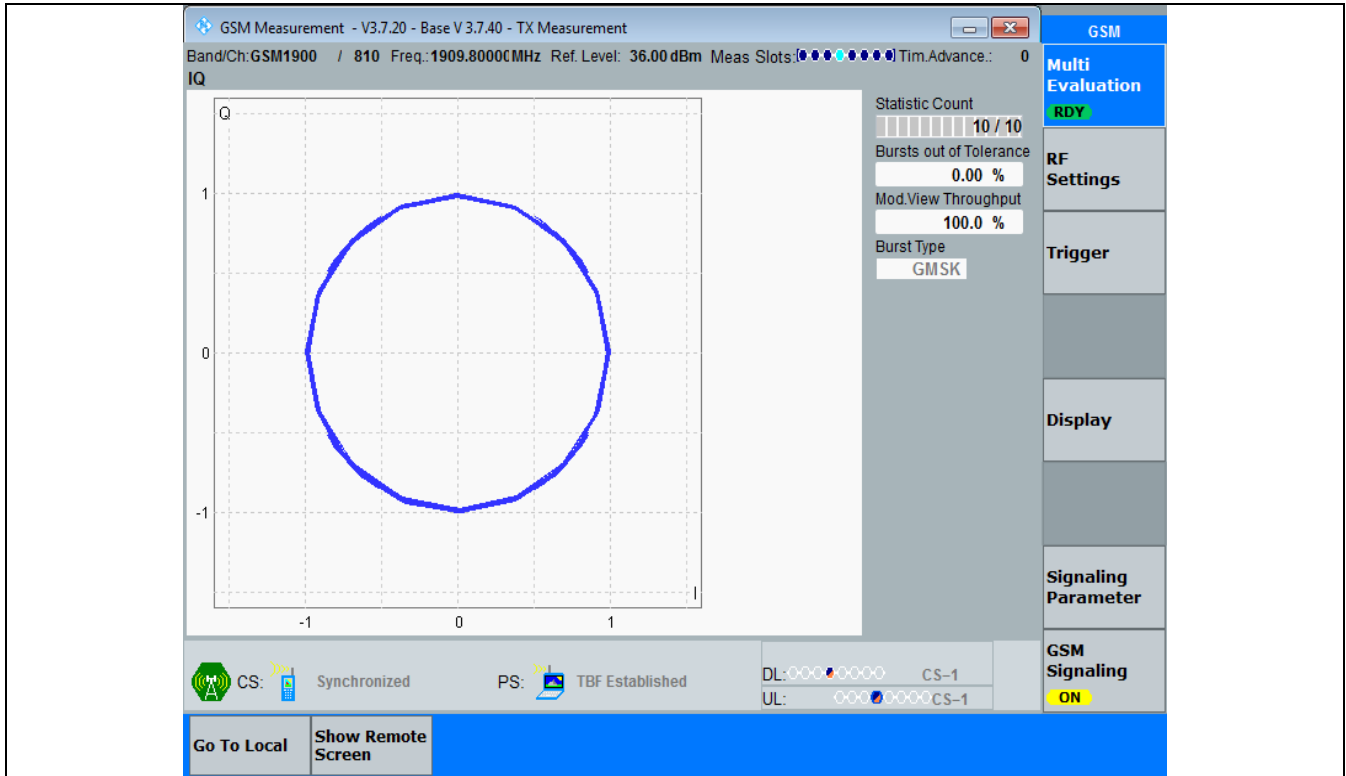 GSM Measurement - V3.7.20 - Base V 3.7.40 - TX Measurement
GSM
Band/Ch:GSM1900 / 810 Freq.:1909.80000 MHz Ref. Level: 36.00 dBm Meas Slots: Tim.Advance.: 0
IQ
Multi
Evaluation
RDY
Q
Statistic Count
10 / 10
Bursts out of Tolerance
0.00 %
Mod.View Throughput
100.0 %
Burst Type
GMSK
RF
Settings
Trigger
1
0
-1
I
-1 0 1
Display
Signaling
Parameter
GSM
Signaling
ON
CS: Synchronized PS: TBF Established DL: CS-1
UL: CS-1
Go To Local
Show Remote
Screen